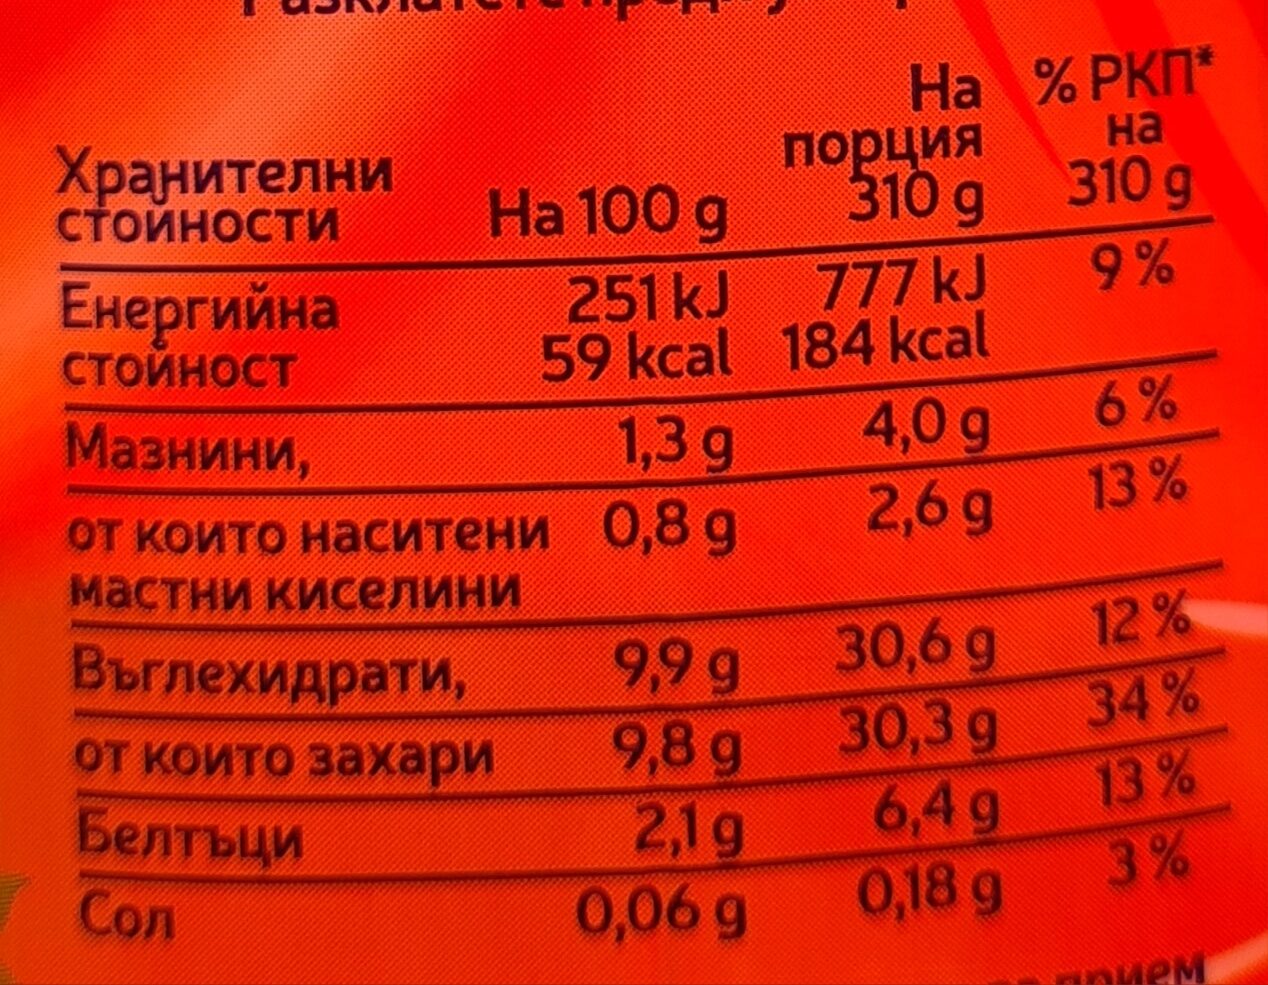 Разклатете преди
На % РКП*
порция на
Хранителни
стойности На 100 g 310 g 310 g
Енергийна 251 kJ 777 kJ 9 %
стойност 59 kcal 184 kcal
Мазнини, 1,3 g 4,0 g 6 %
от които наситени 0,8 g 2,6 g 13 %
мастни киселини
Въглехидрати, 9,9 g 30,6 g 12 %
от които захари 9,8 g 30,3 g 34 %
Белтъци 2,1 g 6,4 g 13 %
Сол 0,06 g 0,18 g 3 %
прием